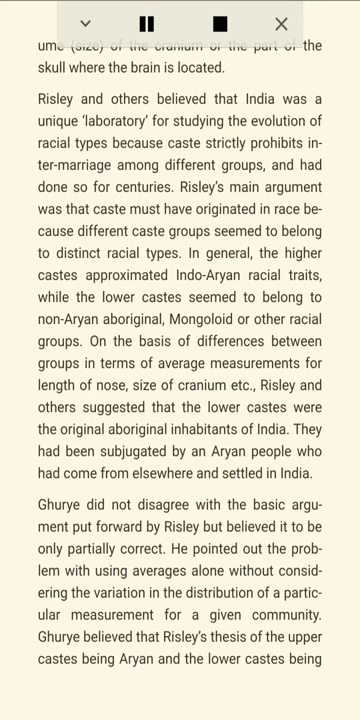 ume (size) of the cranium or the part of the
skull where the brain is located.
Risley and others believed that India was a
unique ‘laboratory’ for studying the evolution of
racial types because caste strictly prohibits in-
ter-marriage among different groups, and had
done so for centuries. Risley’s main argument
was that caste must have originated in race be-
cause different caste groups seemed to belong
to distinct racial types. In general, the higher
castes approximated Indo-Aryan racial traits,
while the lower castes seemed to belong to
non-Aryan aboriginal, Mongoloid or other racial
groups. On the basis of differences between
groups in terms of average measurements for
length of nose, size of cranium etc., Risley and
others suggested that the lower castes were
the original aboriginal inhabitants of India. They
had been subjugated by an Aryan people who
had come from elsewhere and settled in India.
Ghurye did not disagree with the basic argu-
ment put forward by Risley but believed it to be
only partially correct. He pointed out the prob-
lem with using averages alone without consid-
ering the variation in the distribution of a partic-
ular measurement for a given community.
Ghurye believed that Risley’s thesis of the upper
castes being Aryan and the lower castes being